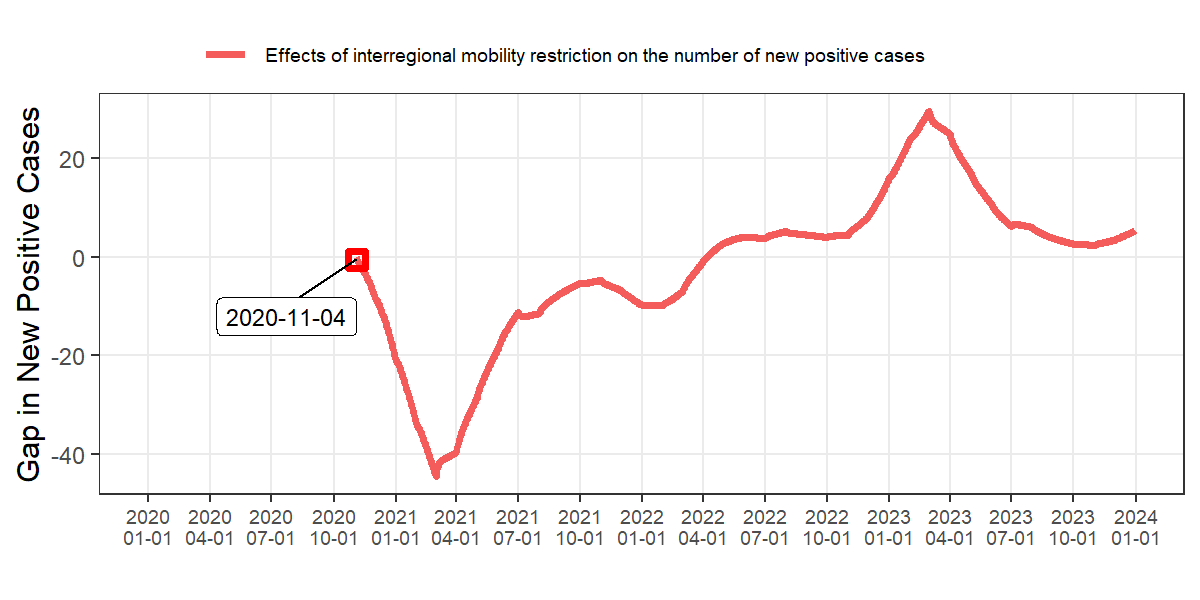 Effects of interregional mobility restriction on the number of new positive cases
Gap in New Positive Cases
20
0
-20
-40
2020-11-04
2020 2020 2020 2020 2021 2021 2021 2021 2022 2022 2022 2022 2023 2023 2023 2023 2024
01-01 04-01 07-01 10-01 01-01 04-01 07-01 10-01 01-01 04-01 07-01 10-01 01-01 04-01 07-01 10-01 01-01